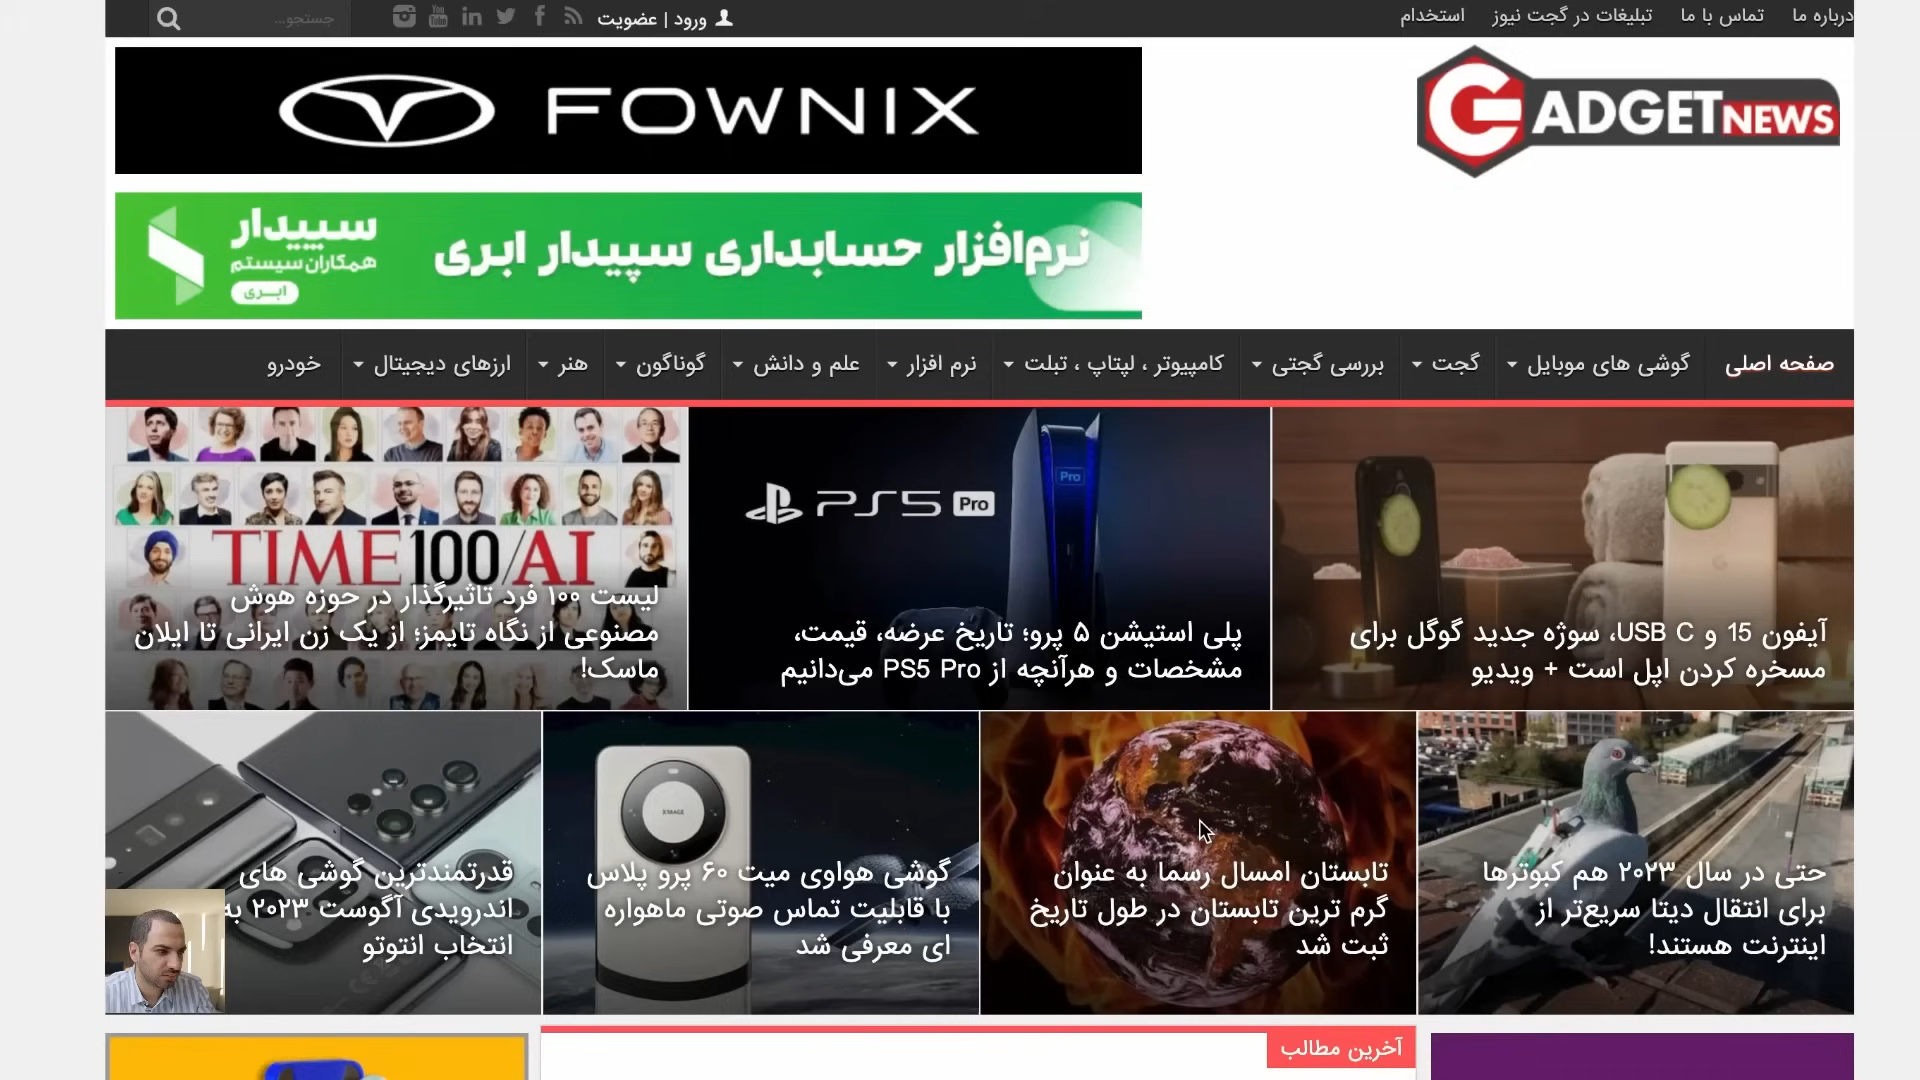 درباره ما
تماس با ما
تبلیغات در گجت نیوز
استخدام
ورود | عضویت
جستجو...
GADGETNEWS
FOWNIX
نرم‌افزار حسابداری سپیدار ابری
سپیدار
همکاران سیستم
ابری
صفحه اصلی
گوشی های موبایل
گجت
بررسی گجتی
کامپیوتر ، لپتاپ ، تبلت
نرم افزار
علم و دانش
گوناگون
هنر
ارزهای دیجیتال
خودرو
آیفون 15 و USB C، سوژه جدید گوگل برای
مسخره کردن اپل است + ویدیو
Pro
PS5 Pro
پلی استیشن ۵ پرو؛ تاریخ عرضه، قیمت،
مشخصات و هرآنچه از PS5 Pro می‌دانیم
TIME100/AI
لیست ۱۰۰ فرد تاثیرگذار در حوزه هوش
مصنوعی از نگاه تایمز؛ از یک زن ایرانی تا ایلان
ماسک!
حتی در سال ۲۰۲۳ هم کبوترها
برای انتقال دیتا سریع‌تر از
اینترنت هستند!
تابستان امسال رسما به عنوان
گرم ترین تابستان در طول تاریخ
ثبت شد
XMAGE
گوشی هواوی میت ۶۰ پرو پلاس
با قابلیت تماس صوتی ماهواره
ای معرفی شد
قدرتمندترین گوشی های
اندرویدی آگوست ۲۰۲۳ به
انتخاب انتوتو
آخرین مطالب